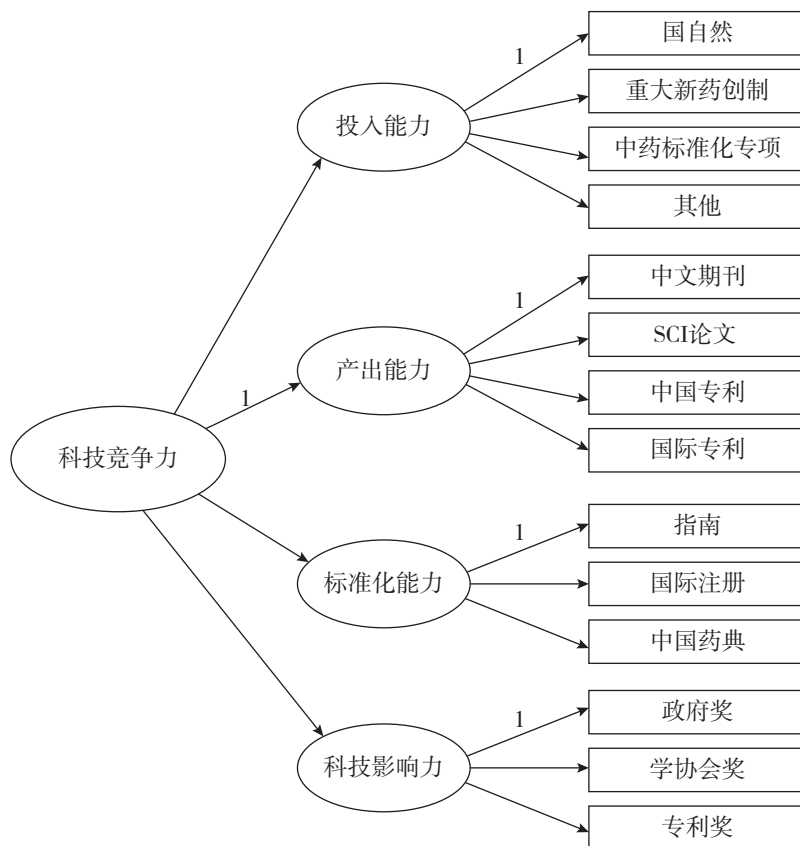 国自然
1
重大新药创制
投入能力
中药标准化专项
其他
中文期刊
1
SCI论文
产出能力
中国专利
1
国际专利
科技竞争力
指南
1
国际注册
标准化能力
中国药典
政府奖
1
学协会奖
科技影响力
专利奖